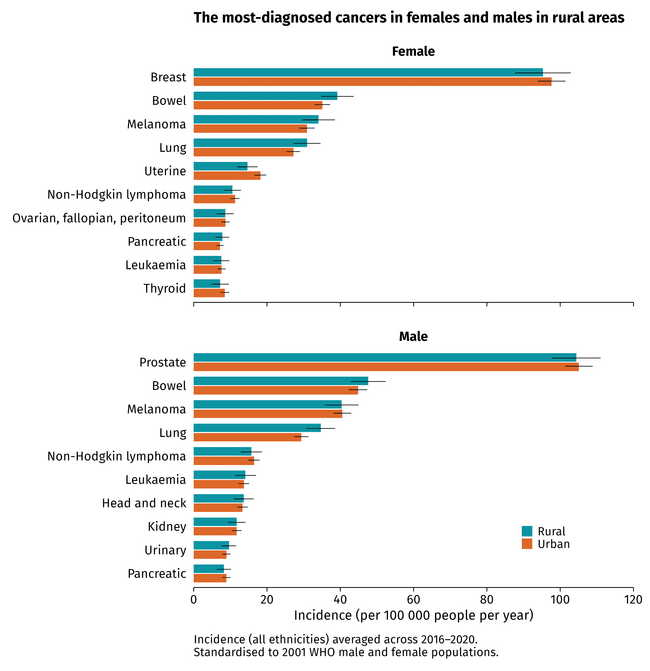 The most-diagnosed cancers in females and males in rural areas
Female
Breast
Bowel
Melanoma
Lung
Uterine
Non-Hodgkin lymphoma
Ovarian, fallopian, peritoneum
Pancreatic
Leukaemia
Thyroid
Male
Prostate
Bowel
Melanoma
Lung
Non-Hodgkin lymphoma
Leukaemia
Head and neck
Kidney
Urinary
Pancreatic
Rural
Urban
0 20 40 60 80 100 120
Incidence (per 100 000 people per year)
Incidence (all ethnicities) averaged across 2016–2020.
Standardised to 2001 WHO male and female populations.